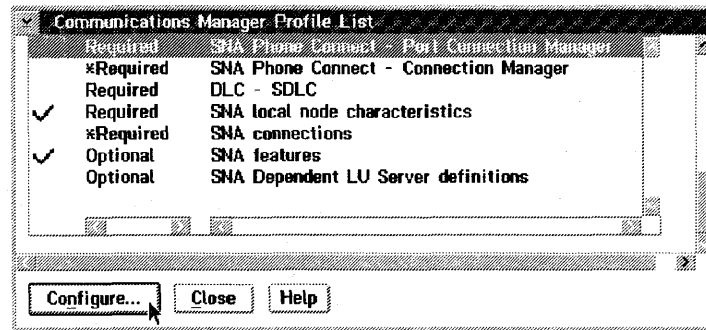 Communications Manager Profile List
Required SNA Phone Connect - Port Connection Manager
*Required SNA Phone Connect - Connection Manager
Required DLC - SDLC
Required SNA local node characteristics
*Required SNA connections
Optional SNA features
Optional SNA Dependent LU Server definitions
Configure... Close Help